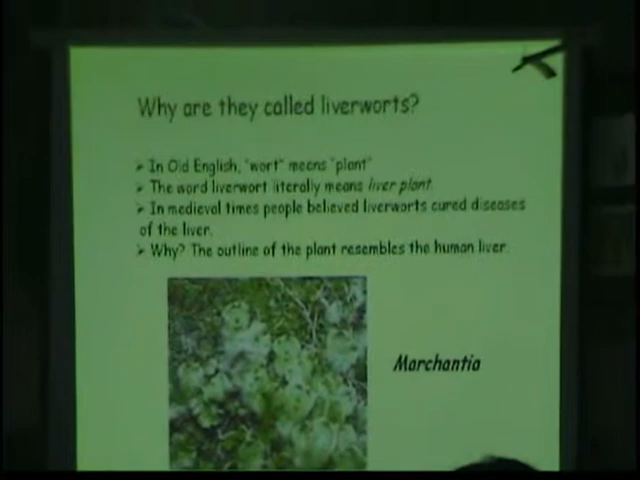 Why are they called liverworts?
➢ In Old English, "wort" means "plant"
➢ The word liverwort literally means liver plant.
➢ In medieval times people believed liverworts cured diseases
of the liver.
➢ Why? The outline of the plant resembles the human liver.
Marchantia